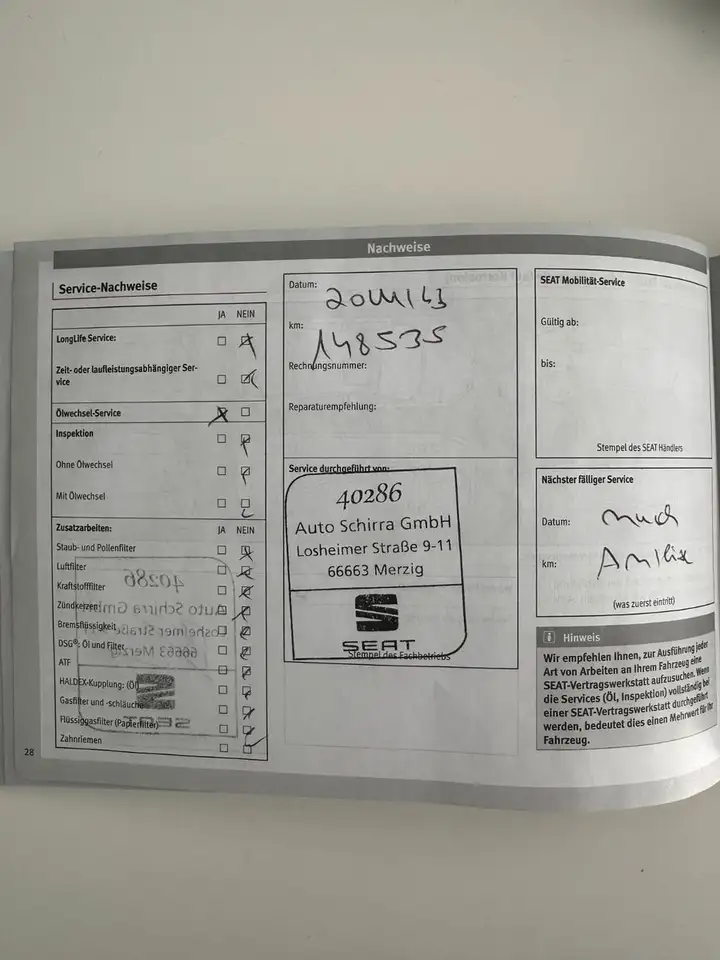 Nachweise
Service-Nachweise
JA NEIN
LongLife Service:
Zeit- oder laufleistungsabhängiger Ser-
vice
Ölwechsel-Service
Inspektion
Ohne Ölwechsel
Mit Ölwechsel
Zusatzarbeiten: JA NEIN
Staub- und Pollenfilter
Luftfilter
Kraftstofffilter
Zündkerzen
Bremsflüssigkeit
DSG®: Öl und Filter
ATF
HALDEX-Kupplung: (Öl)
Gasfilter und -schläuche
Flüssiggasfilter (Papierfilter)
Zahnriemen
28
Datum:
km: 148535
Rechnungsnummer:
Reparaturempfehlung:
Service durchgeführt von:
40286
Auto Schirra GmbH
Losheimer Straße 9-11
66663 Merzig
SEAT
Stempel des Fachbetriebs
SEAT Mobilität-Service
Gültig ab:
bis:
Stempel des SEAT Händlers
Nächster fälliger Service
Datum: nach
km:
(was zuerst eintritt)
i Hinweis
Wir empfehlen Ihnen, zur Ausführung jeder
Art von Arbeiten an Ihrem Fahrzeug eine
SEAT-Vertragswerkstatt aufzusuchen. Wenn
die Services (Öl, Inspektion) vollständig bei
einer SEAT-Vertragswerkstatt durchgeführt
werden, bedeutet dies einen Mehrwert für Ihr
Fahrzeug.